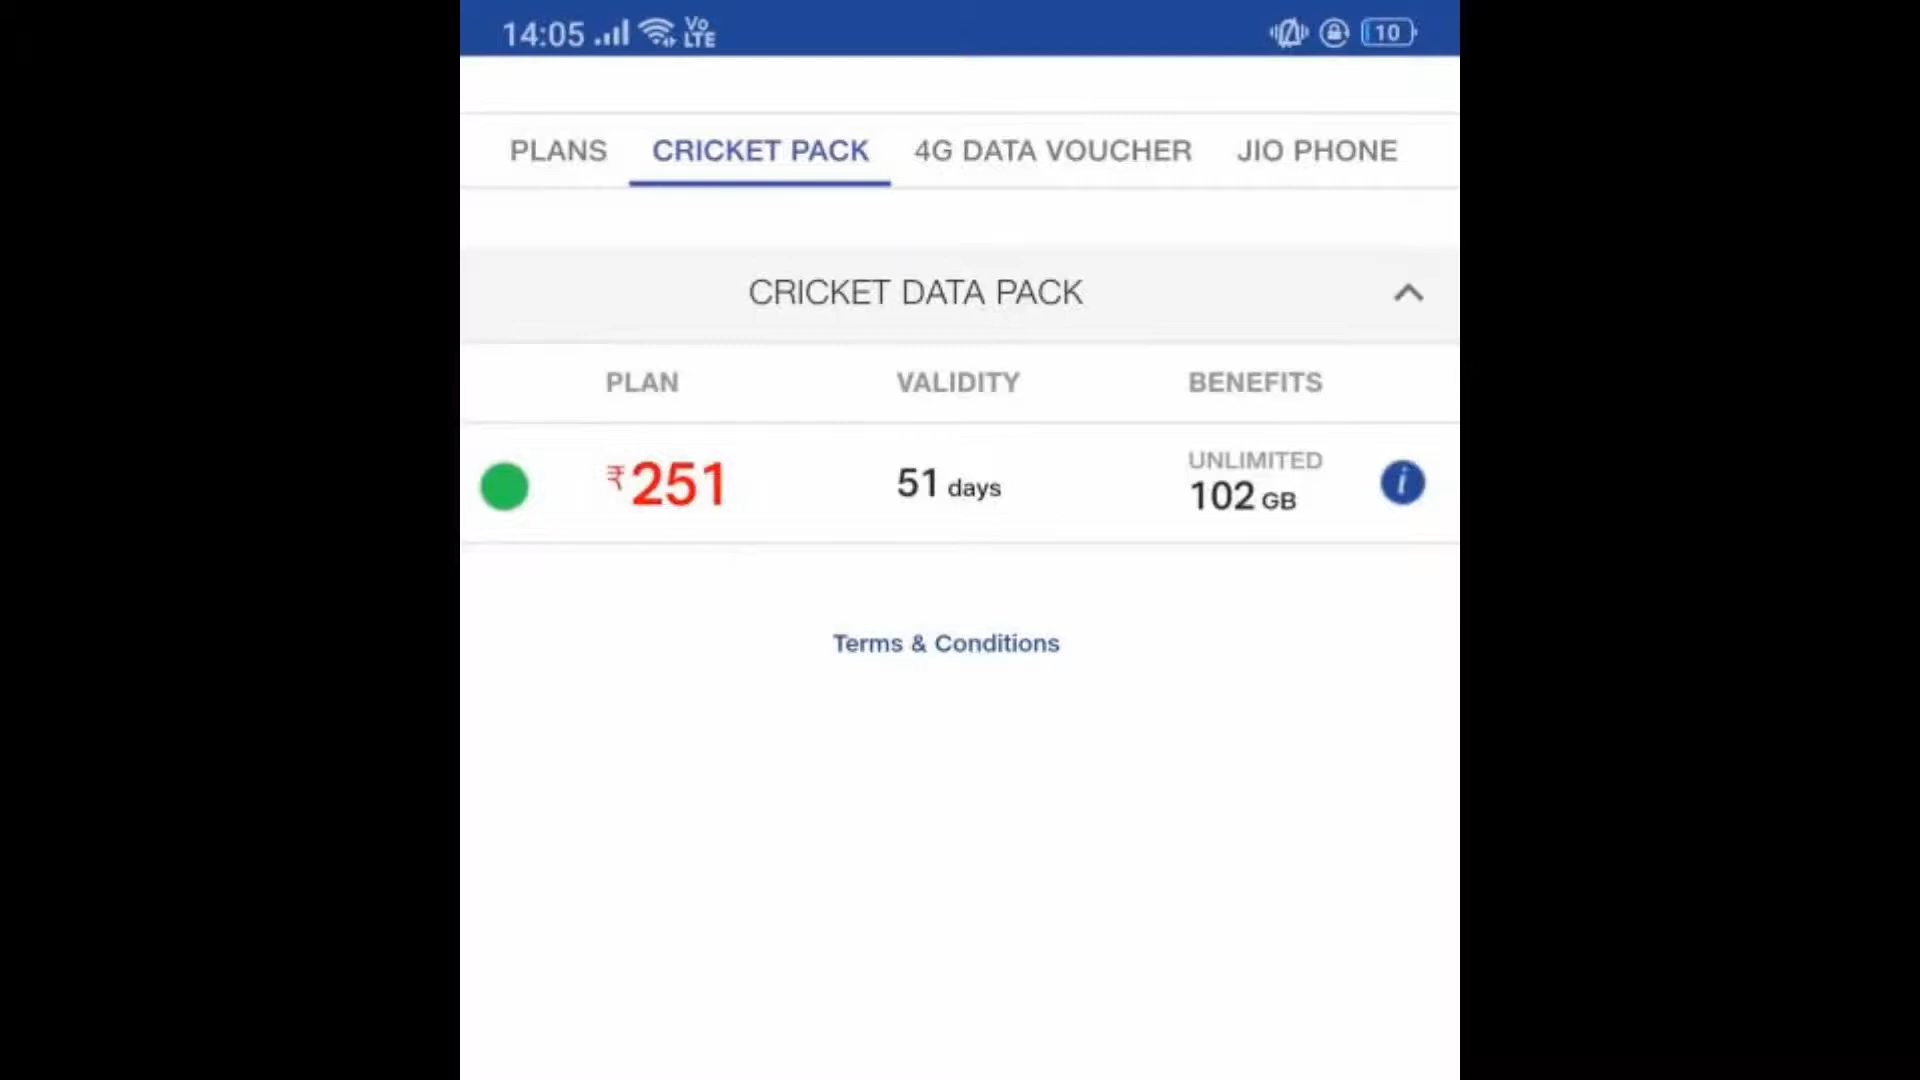 14:05 Vo LTE 10
PLANS CRICKET PACK 4G DATA VOUCHER JIO PHONE
CRICKET DATA PACK
PLAN VALIDITY BENEFITS
₹251 51 days UNLIMITED 102 GB i
Terms & Conditions